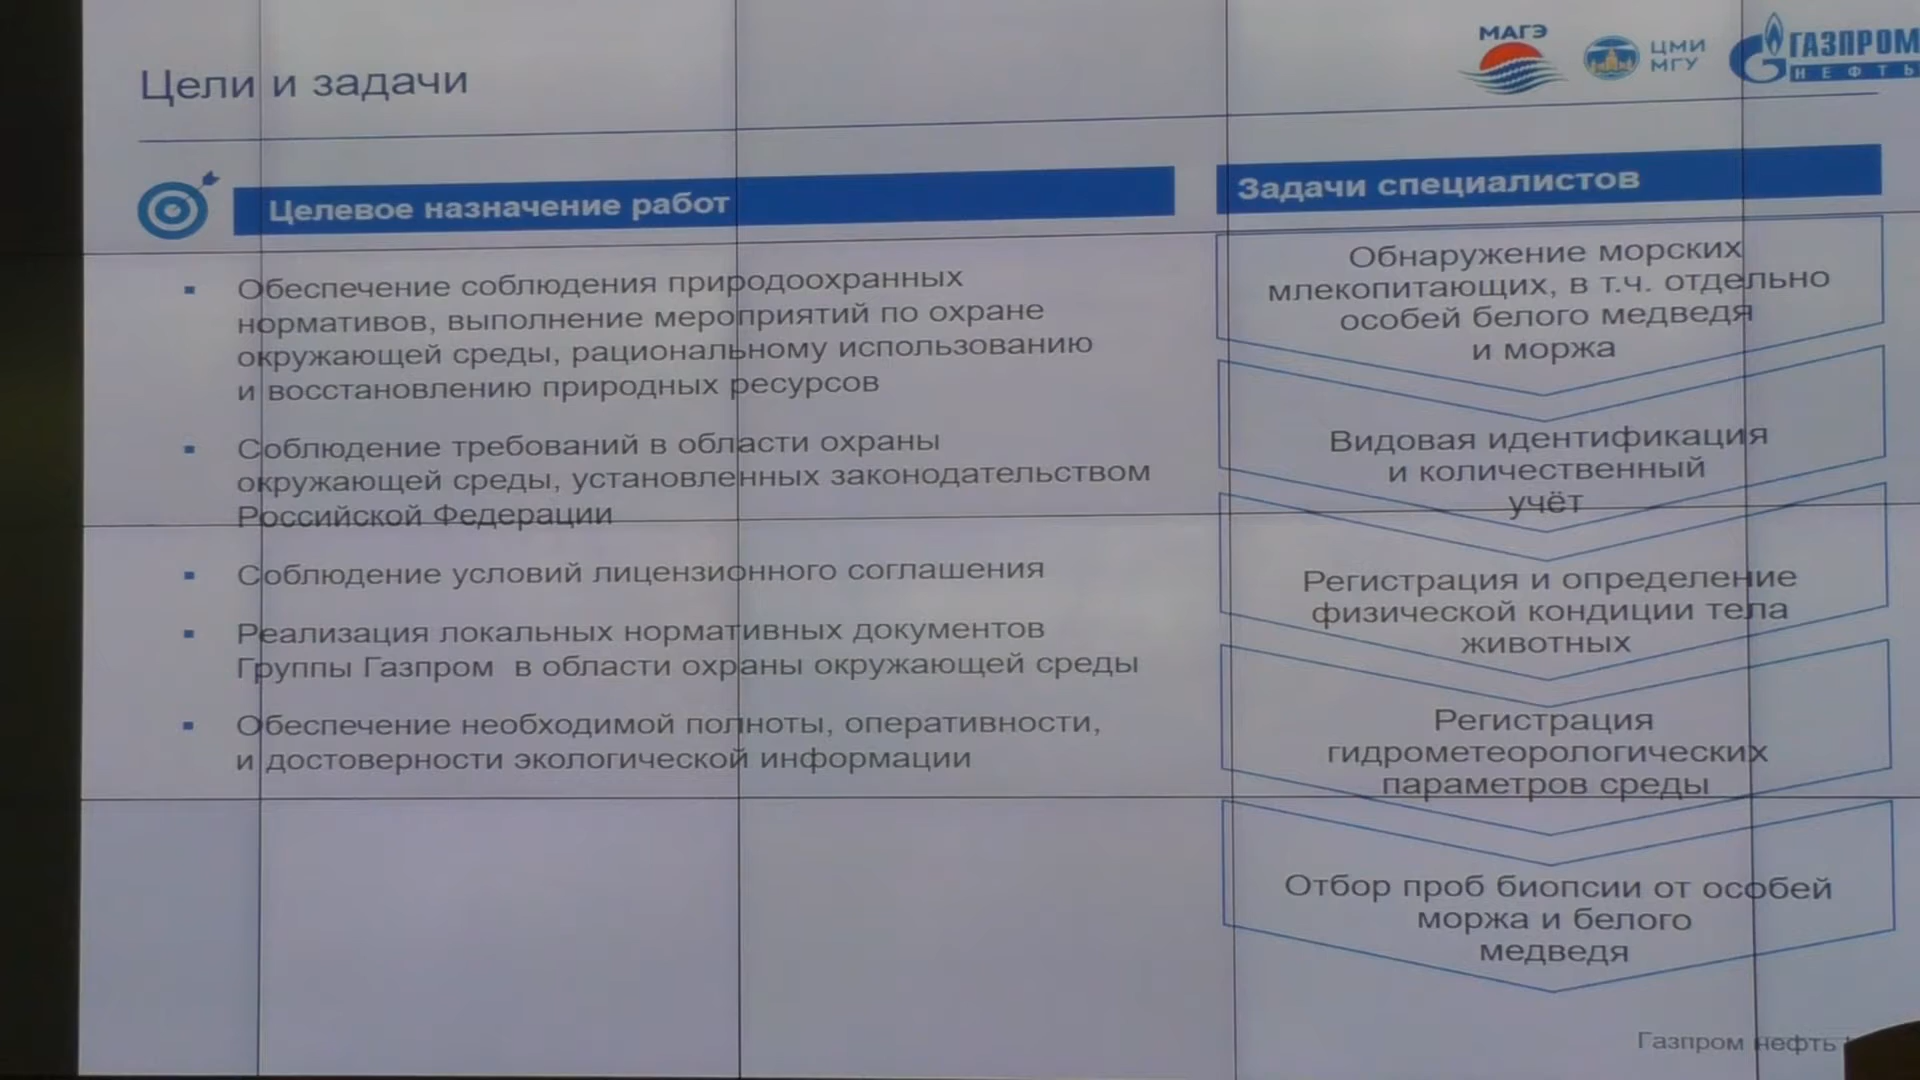 Цели и задачи
МАГЭ
ЦМИ
МГУ
ГАЗПРОМ
НЕФТЬ
Целевое назначение работ
▪ Обеспечение соблюдения природоохранных
нормативов, выполнение мероприятий по охране
окружающей среды, рациональному использованию
и восстановлению природных ресурсов
▪ Соблюдение требований в области охраны
окружающей среды, установленных законодательством
Российской Федерации
▪ Соблюдение условий лицензионного соглашения
▪ Реализация локальных нормативных документов
Группы Газпром в области охраны окружающей среды
▪ Обеспечение необходимой полноты, оперативности,
и достоверности экологической информации
Задачи специалистов
Обнаружение морских
млекопитающих, в т.ч. отдельно
особей белого медведя
и моржа
Видовая идентификация
и количественный
учёт
Регистрация и определение
физической кондиции тела
животных
Регистрация
гидрометеорологических
параметров среды
Отбор проб биопсии от особей
моржа и белого
медведя
Газпром нефть